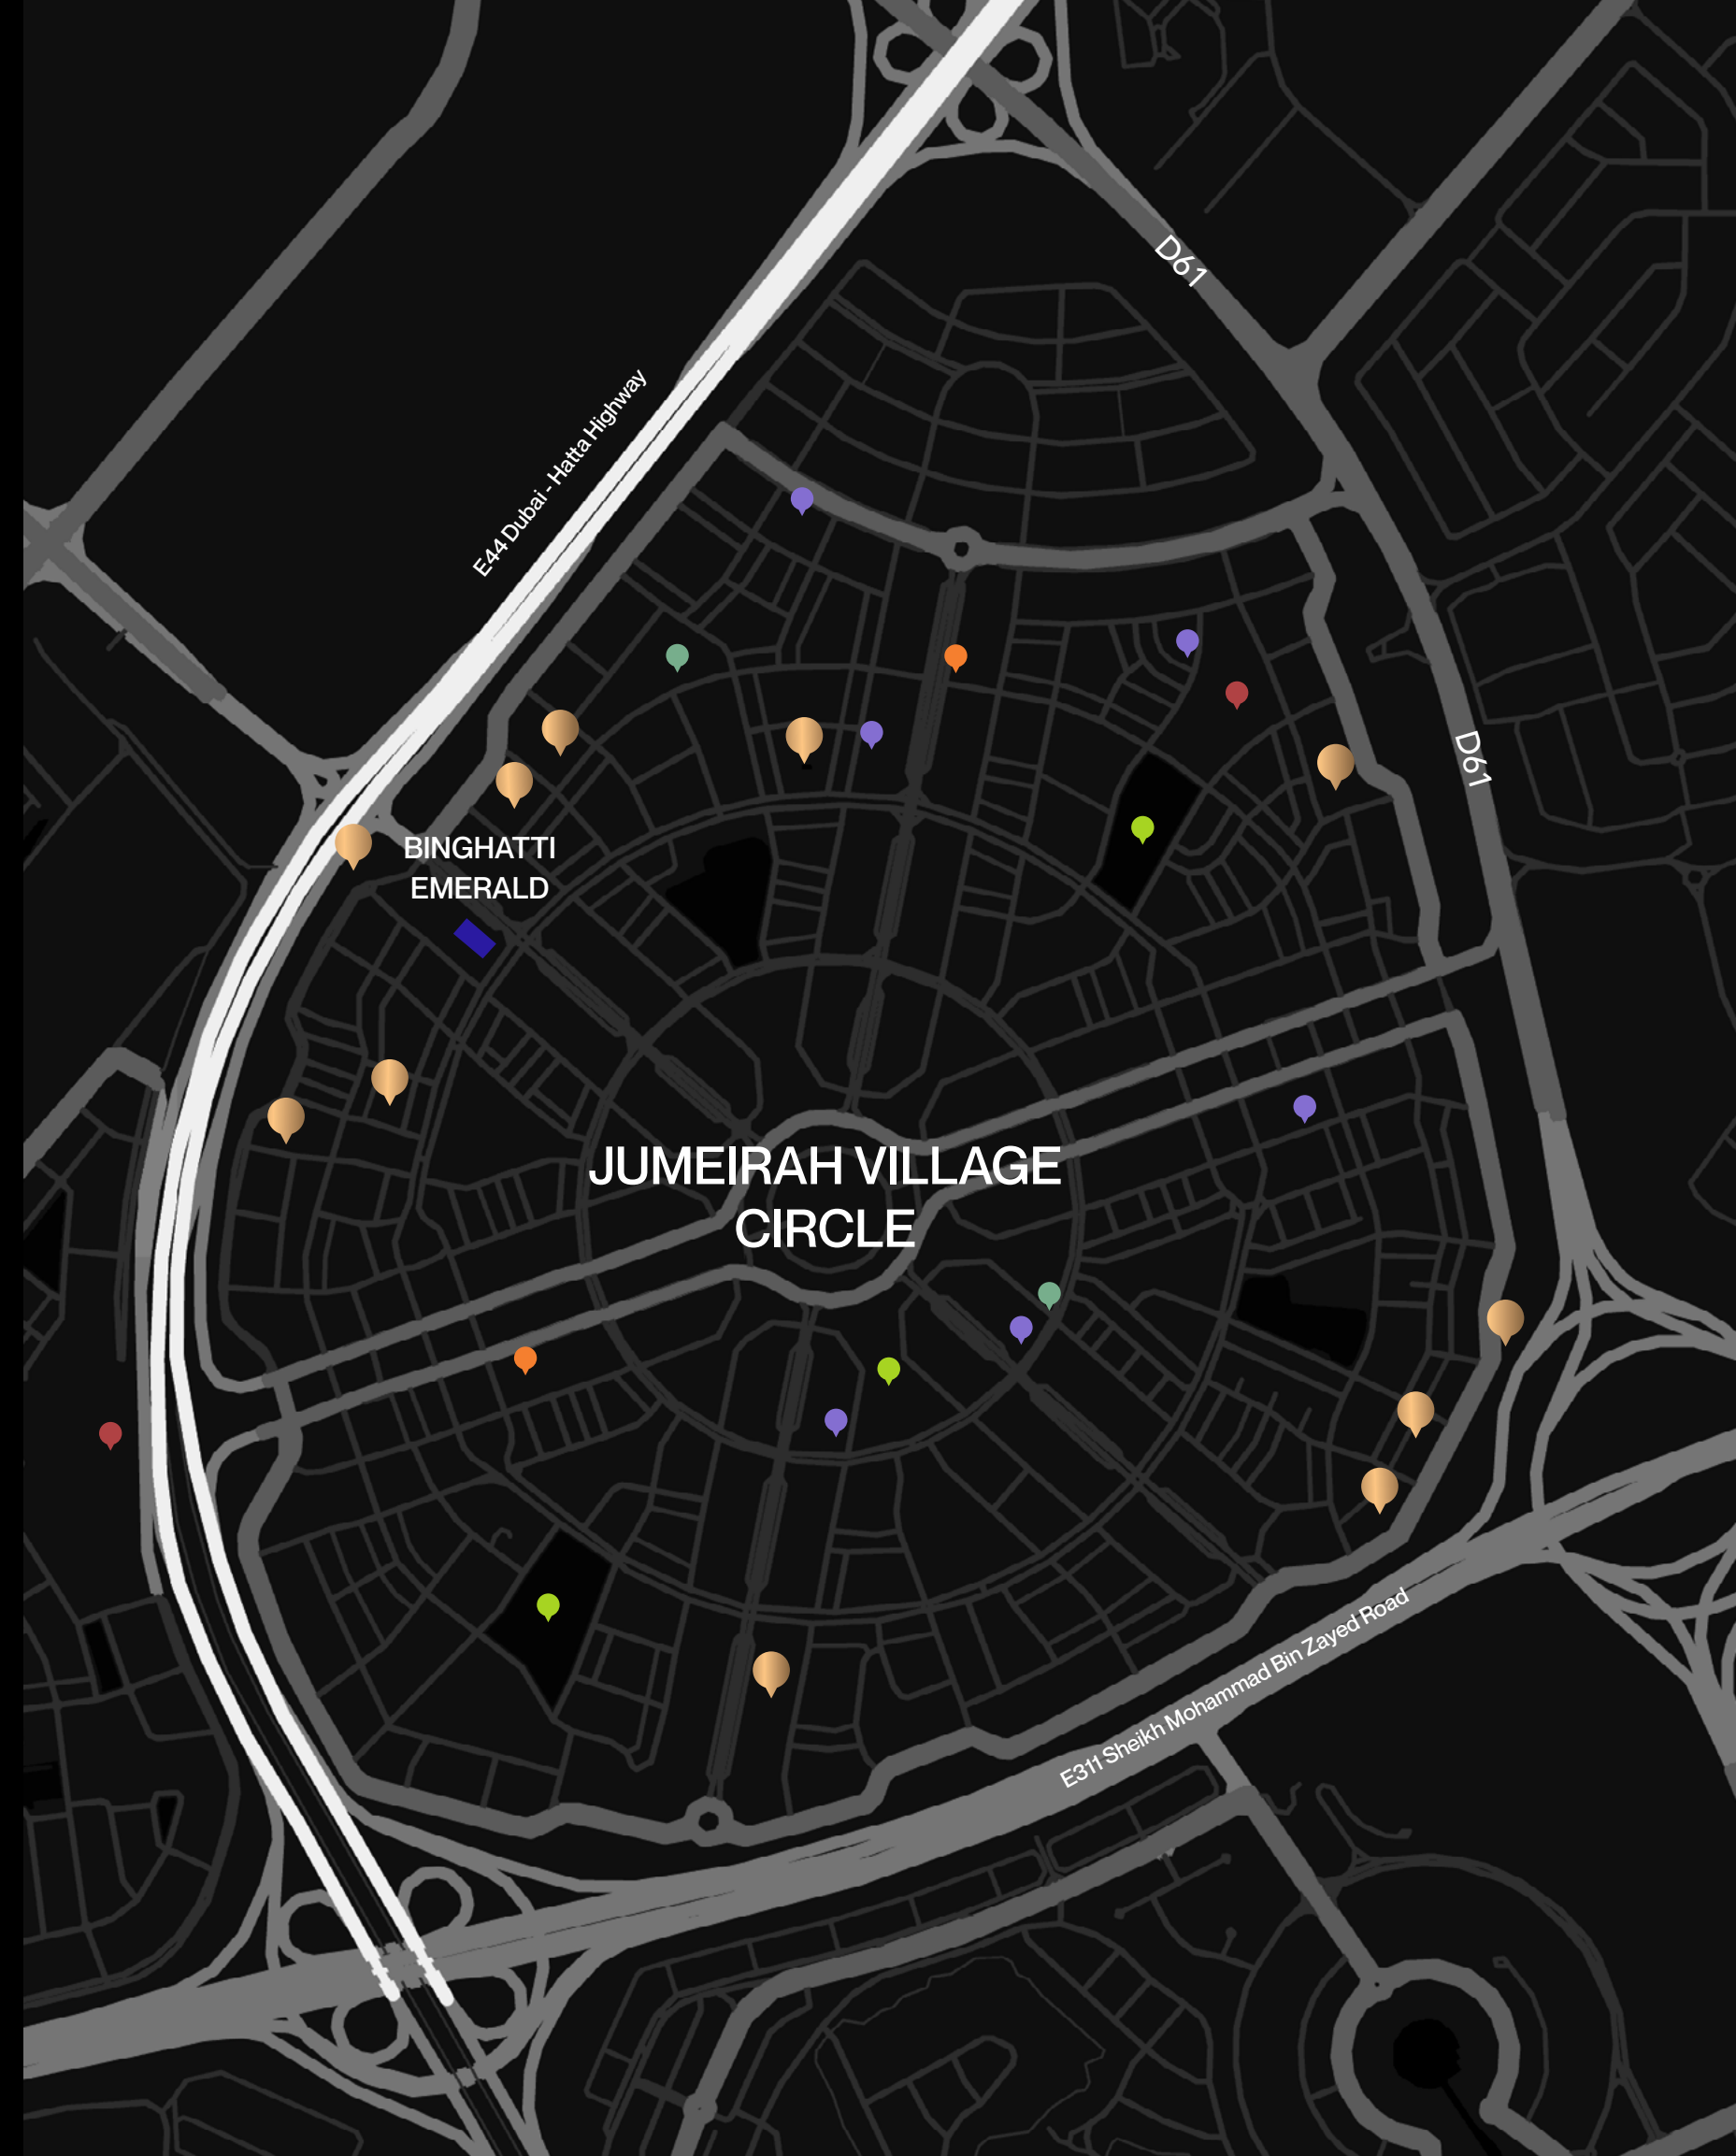 D61
E44 Dubai - Hatta Highway
D61
BINGHATTI
EMERALD
JUMEIRAH VILLAGE
CIRCLE
E311 Sheikh Mohammad Bin Zayed Road